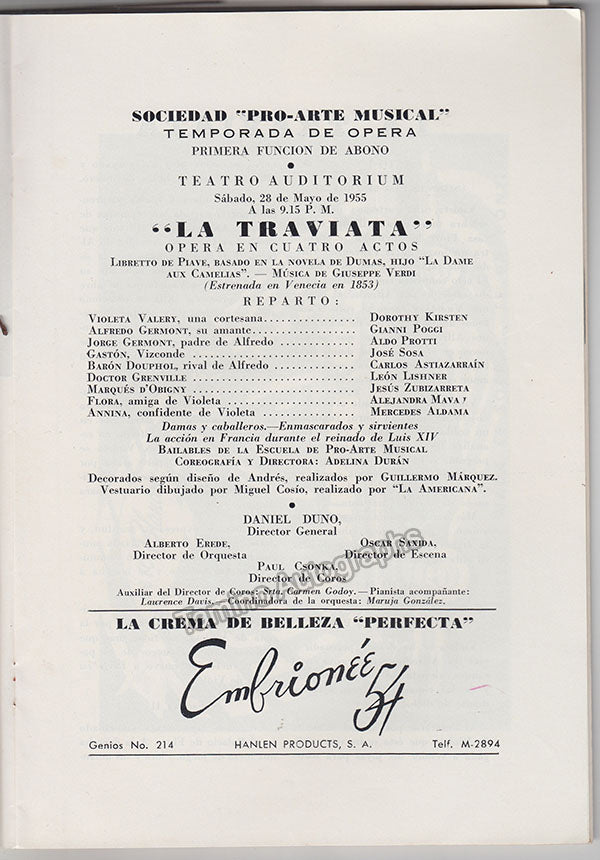 SOCIEDAD "PRO-ARTE MUSICAL"
TEMPORADA DE OPERA
PRIMERA FUNCION DE ABONO
TEATRO AUDITORIUM
Sábado, 28 de Mayo de 1955
A las 9.15 P. M.
"LA TRAVIATA"
OPERA EN CUATRO ACTOS
LIBRETTO DE PIAVE, BASADO EN LA NOVELA DE DUMAS, HIJO "LA DAME
AUX CAMELIAS". — MÚSICA DE GIUSEPPE VERDI
(Estrenada en Venecia en 1853)
REPARTO:
VIOLETA VALERY, una cortesana..................... DOROTHY KIRSTEN
ALFREDO GERMONT, su amante.................. GIANNI POGGI
JORGE GERMONT, padre de Alfredo ............... ALDO PROTTI
GASTÓN, Vizconde ............................. JOSÉ SOSA
BARÓN DOUPHOL, rival de Alfredo ................ CARLOS ASTIAZARRAÍN
DOCTOR GRENVILLE ............................ LEÓN LISHNER
MARQUÉS D'OBIGNY ............................ JESÚS ZUBIZARRETA
FLORA, amiga de Violeta ........................ ALEJANDRA
ANNINA, confidente de Violeta ................... MERCEDES ALDAMA
Damas y caballeros.—Enmascarados y sirvientes
La acción en Francia durante el reinado de Luis XIV
BAILABLES DE LA ESCUELA DE PRO-ARTE MUSICAL
COREOGRAFÍA Y DIRECTORA: ADELINA DURÁN
Decorados según diseño de Andrés, realizados por GUILLERMO MÁRQUEZ.
Vestuario dibujado por Miguel Cosío, realizado por "LA AMERICANA".
DANIEL DUNO,
Director General
ALBERTO EREDE, OSCAR SAXIDA,
Director de Orquesta Director de Escena
PAUL CSONKA,
Director de Coros
Auxiliar del Director de Coros: Srta. Carmen Godoy.—Pianista acompañante:
Laurence Davis.—Coordinadora de la orquesta: Maruja González.
Tamino Autographs
LA CREMA DE BELLEZA "PERFECTA"
Embrionée 54
Genios No. 214 HANLEN PRODUCTS, S. A. Telf. M-2894